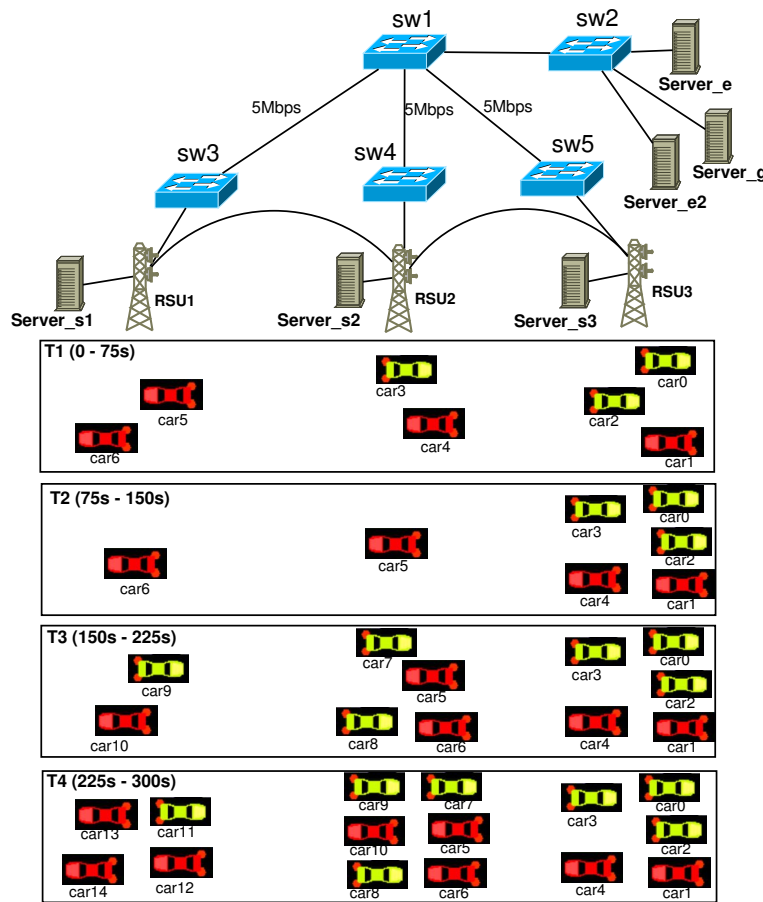 sw1
sw2
Server_e
5Mbps
5Mbps
5Mbps
sw3
sw4
sw5
Server_g
Server_e2
RSU1
RSU2
RSU3
Server_s1
Server_s2
Server_s3
T1 (0 - 75s)
car0
car3
car2
car5
car4
car6
car1
T2 (75s - 150s)
car0
car3
car2
car5
car6
car4
car1
T3 (150s - 225s)
car7
car0
car3
car9
car5
car2
car10
car8
car6
car4
car1
T4 (225s - 300s)
car9
car7
car0
car3
car13
car11
car10
car5
car2
car14
car12
car8
car6
car4
car1